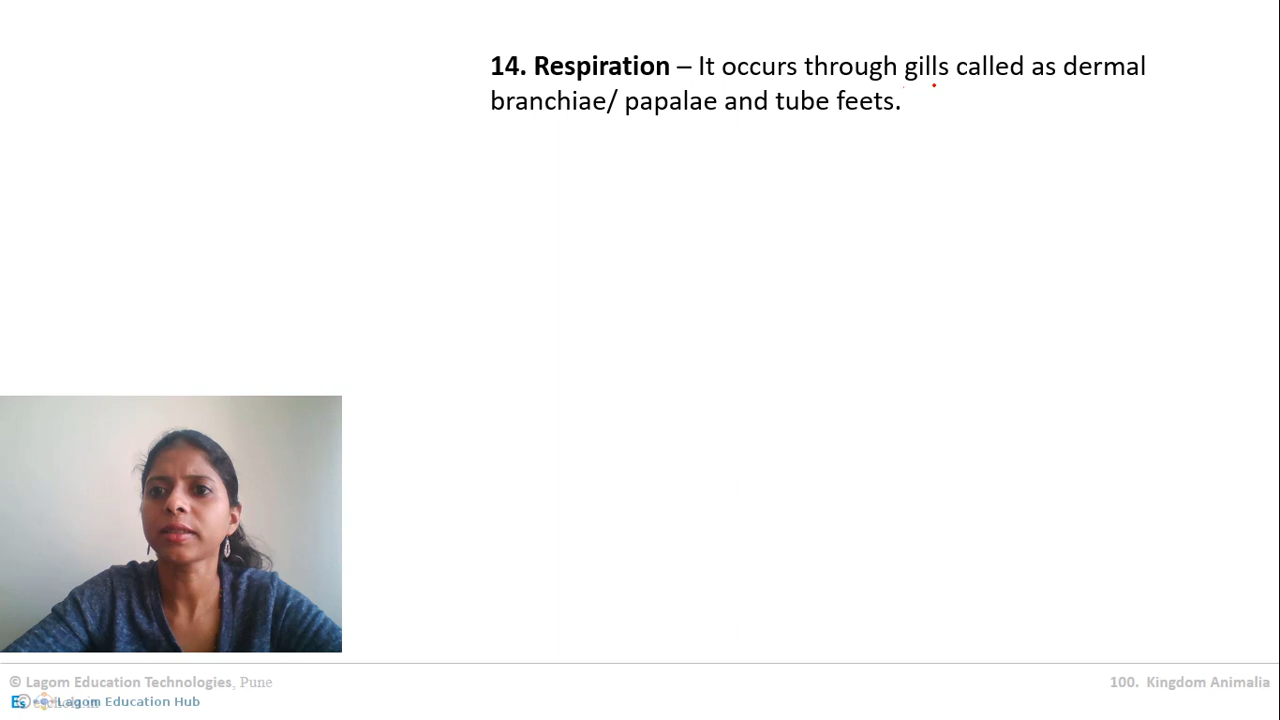 14. Respiration – It occurs through gills called as dermal
branchiae/ papalae and tube feets.
© Lagom Education Technologies, Pune
100. Kingdom Animalia
Lagom Education Hub